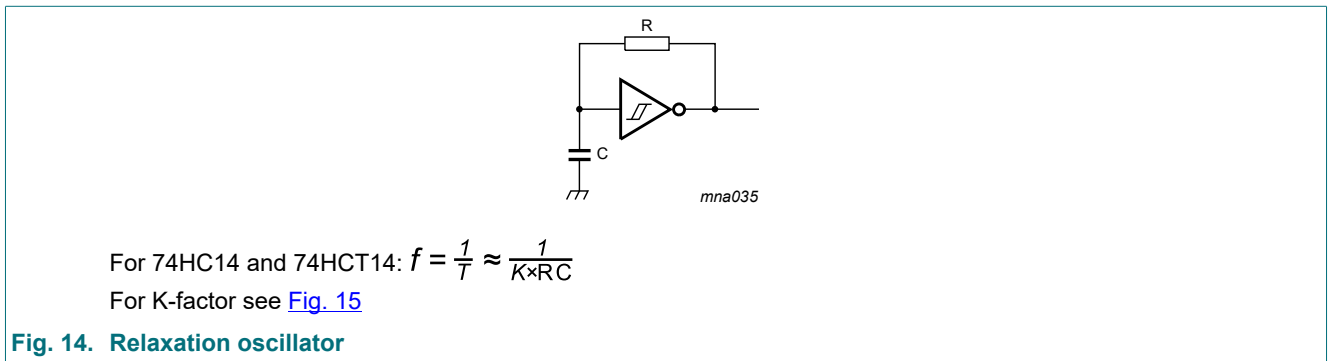 R
C
mna035
For 74HC14 and 74HCT14: f = 1/T ≈ 1/K×RC
For K-factor see Fig. 15
Fig. 14. Relaxation oscillator